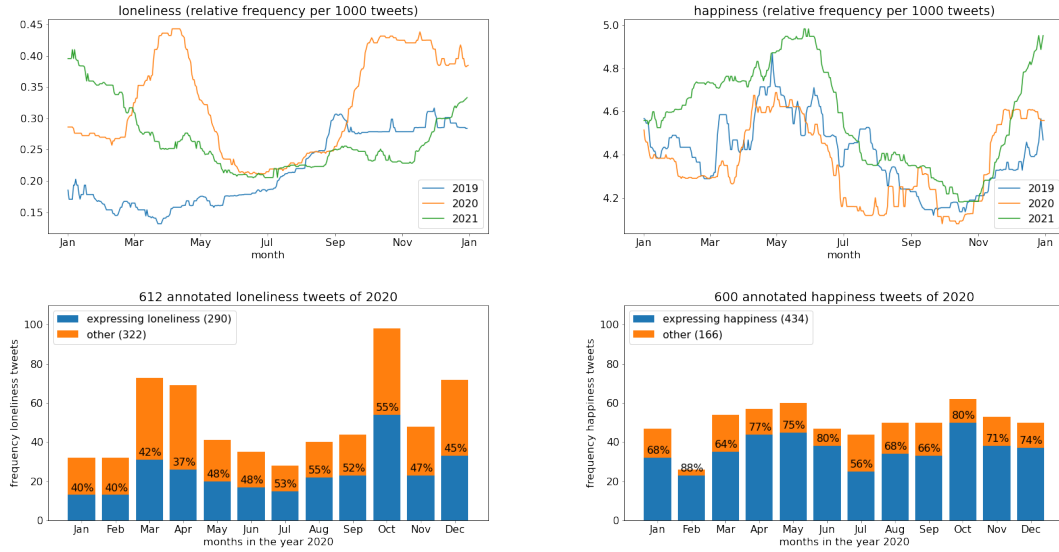 loneliness (relative frequency per 1000 tweets)
0.45
0.40
0.35
0.30
0.25
0.20
0.15
2019
2020
2021
Jan Mar May Jul Sep Nov Jan
month
happiness (relative frequency per 1000 tweets)
5.0
4.8
4.6
4.4
4.2
2019
2020
2021
Jan Mar May Jul Sep Nov Jan
month
612 annotated loneliness tweets of 2020
expressing loneliness (290)
other (322)
frequency loneliness tweets
100
80
60
40
20
0
40% 40% 42% 37% 48% 48% 53% 55% 52% 55% 47% 45%
Jan Feb Mar Apr May Jun Jul Aug Sep Oct Nov Dec
months in the year 2020
600 annotated happiness tweets of 2020
expressing happiness (434)
other (166)
frequency happiness tweets
100
80
60
40
20
0
68% 88% 64% 77% 75% 80% 56% 68% 66% 80% 71% 74%
Jan Feb Mar Apr May Jun Jul Aug Sep Oct Nov Dec
months in the year 2020